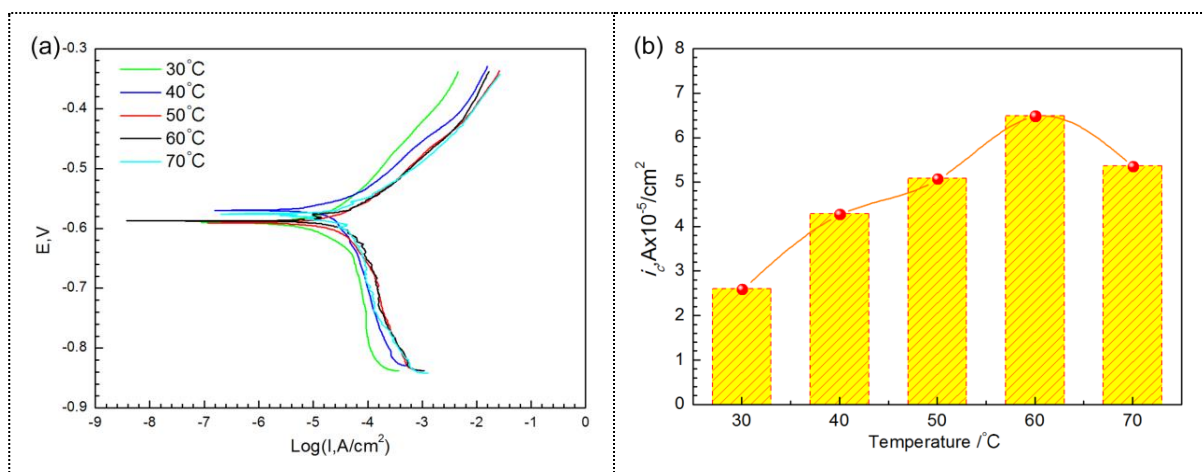 (a)
-0.3
-0.4
-0.5
-0.6
-0.7
-0.8
-0.9
E,V
30°C
40°C
50°C
60°C
70°C
-9 -8 -7 -6 -5 -4 -3 -2 -1 0
Log(I,A/cm²)
(b)
8
7
6
5
4
3
2
1
0
i_c,Ax10⁻⁵/cm²
30 40 50 60 70
Temperature /°C